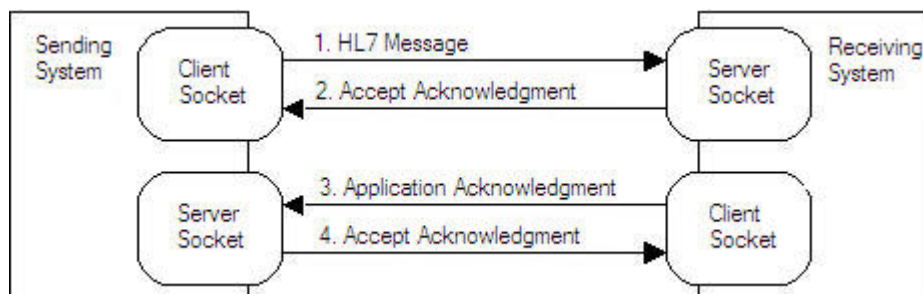 Sending
System
Client
Socket
1. HL7 Message
2. Accept Acknowledgment
Server
Socket
Receiving
System
Server
Socket
3. Application Acknowledgment
4. Accept Acknowledgment
Client
Socket